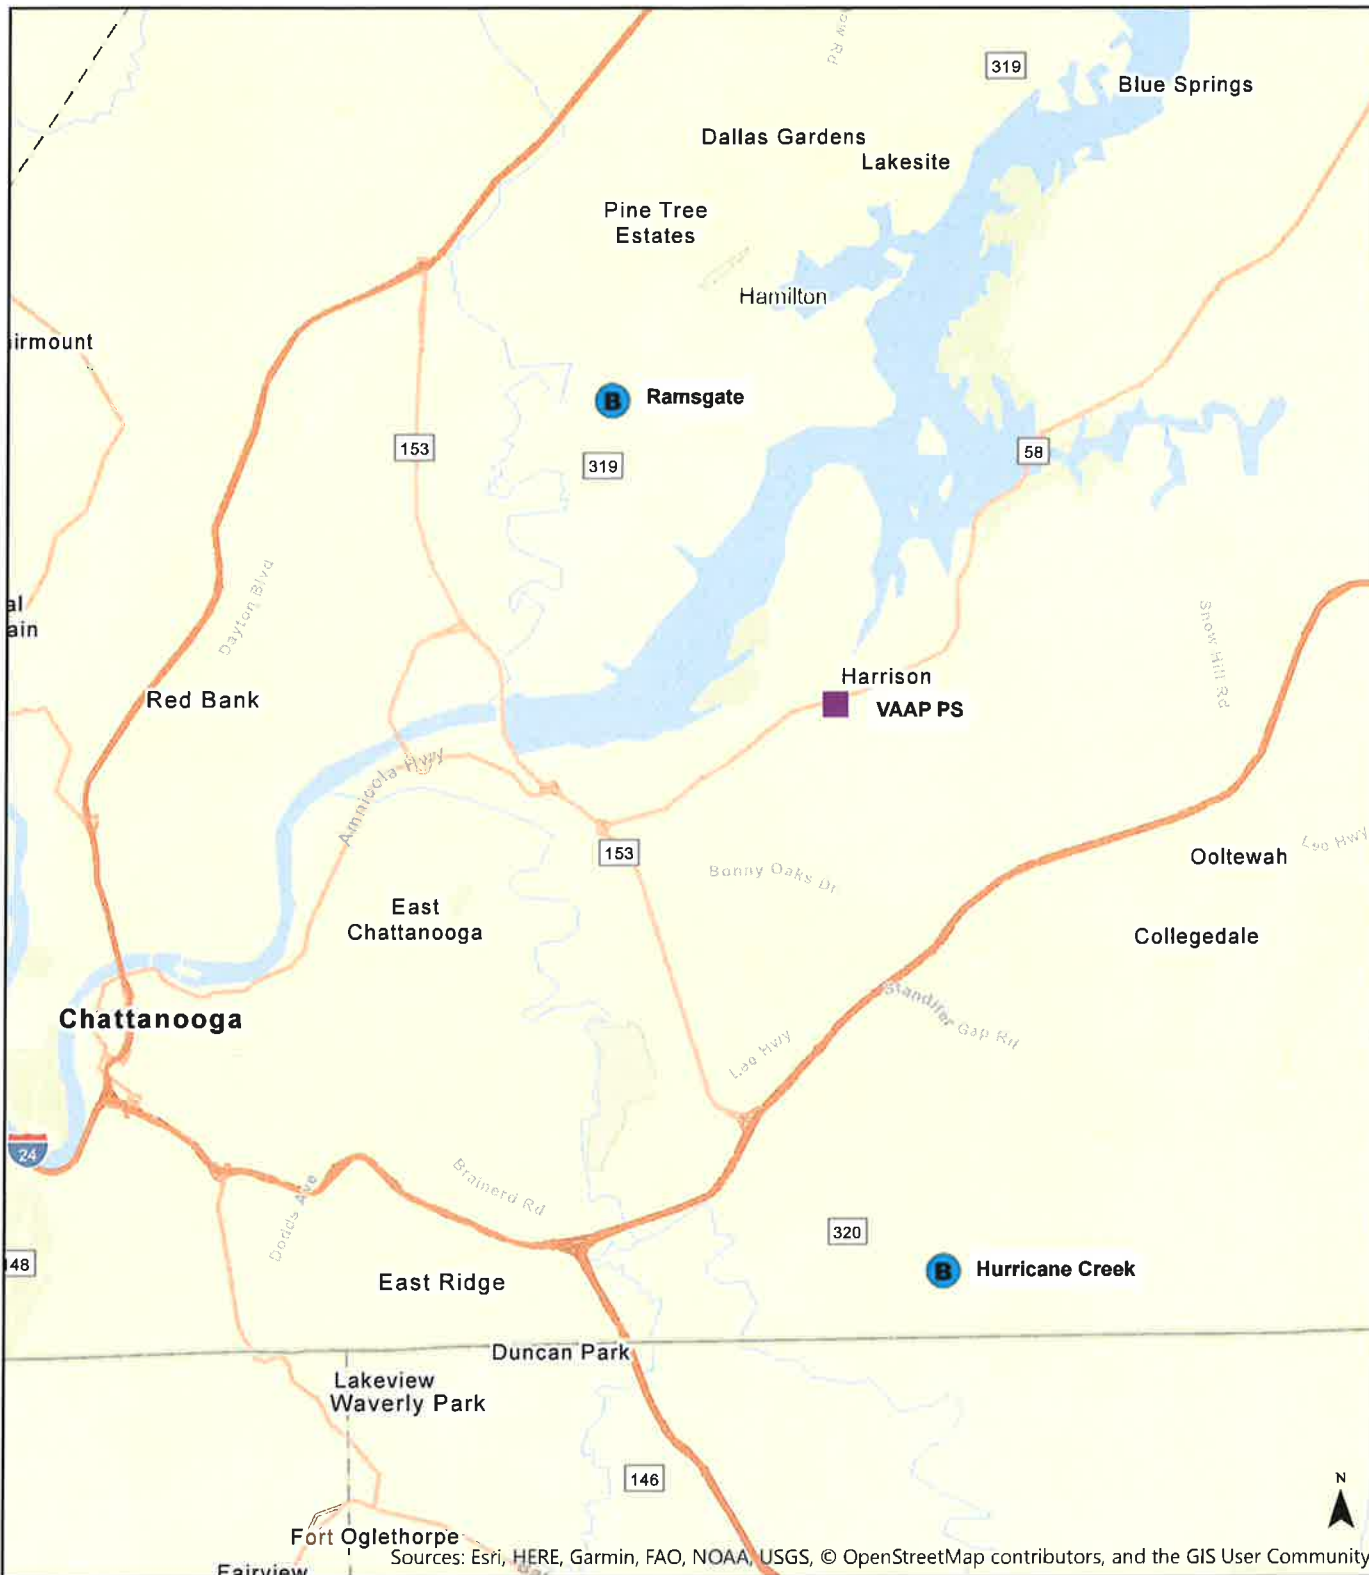 319
Blue Springs
Dallas Gardens
Lakesite
Pine Tree
Estates
Hamilton
irmount
Ramsgate
B
153
319
58
Dayton Blvd
al
ain
Snow Hill Rd
Harrison
Red Bank
VAAP PS
Amnicola Hwy
153
Bonny Oaks Dr
Ooltewah
Lee Hwy
East
Chattanooga
Collegedale
Standifer Gap Rd
Chattanooga
Lee Hwy
24
Brainerd Rd
Dodds Ave
320
148
B
Hurricane Creek
East Ridge
Duncan Park
Lakeview
Waverly Park
146
N
Fort Oglethorpe
Sources: Esri, HERE, Garmin, FAO, NOAA, USGS, © OpenStreetMap contributors, and the GIS User Community
Fairview